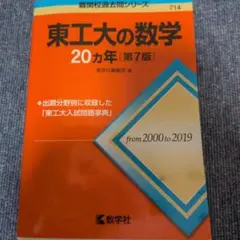 難関校過去問シリーズ
714
東工大の数学
20カ年[第7版]
教学社編集部 編
●出題分野別に収録した
「東工大入試問題事典」
from 2000 to 2019
教学社